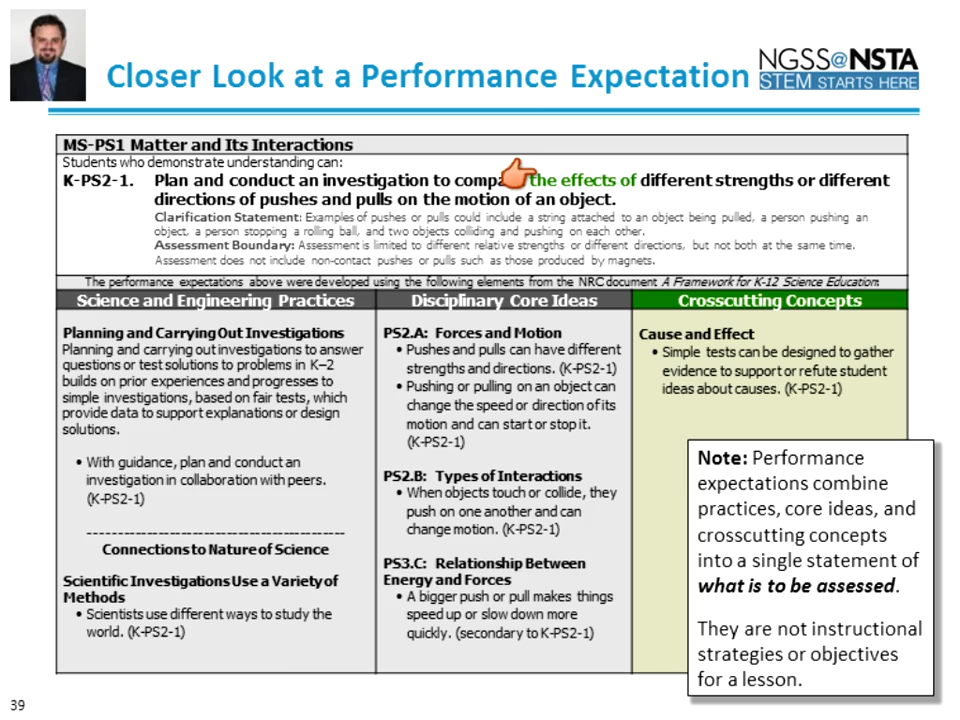 Closer Look at a Performance Expectation
NGSS@NSTA
STEM STARTS HERE
MS-PS1 Matter and Its Interactions
Students who demonstrate understanding can:
K-PS2-1. Plan and conduct an investigation to compa the effects of different strengths or different
directions of pushes and pulls on the motion of an object.
Clarification Statement: Examples of pushes or pulls could include a string attached to an object being pulled, a person pushing an
object, a person stopping a rolling ball, and two objects colliding and pushing on each other.
Assessment Boundary: Assessment is limited to different relative strengths or different directions, but not both at the same time.
Assessment does not include non-contact pushes or pulls such as those produced by magnets.
The performance expectations above were developed using the following elements from the NRC document A Framework for K-12 Science Education:
Science and Engineering Practices
Planning and Carrying Out Investigations
Planning and carrying out investigations to answer
questions or test solutions to problems in K–2
builds on prior experiences and progresses to
simple investigations, based on fair tests, which
provide data to support explanations or design
solutions.
• With guidance, plan and conduct an
investigation in collaboration with peers.
(K-PS2-1)
---------------------------------------------
Connections to Nature of Science
Scientific Investigations Use a Variety of
Methods
• Scientists use different ways to study the
world. (K-PS2-1)
Disciplinary Core Ideas
PS2.A: Forces and Motion
• Pushes and pulls can have different
strengths and directions. (K-PS2-1)
• Pushing or pulling on an object can
change the speed or direction of its
motion and can start or stop it.
(K-PS2-1)
PS2.B: Types of Interactions
• When objects touch or collide, they
push on one another and can
change motion. (K-PS2-1)
PS3.C: Relationship Between
Energy and Forces
• A bigger push or pull makes things
speed up or slow down more
quickly. (secondary to K-PS2-1)
Crosscutting Concepts
Cause and Effect
• Simple tests can be designed to gather
evidence to support or refute student
ideas about causes. (K-PS2-1)
Note: Performance
expectations combine
practices, core ideas, and
crosscutting concepts
into a single statement of
what is to be assessed.
They are not instructional
strategies or objectives
for a lesson.
39